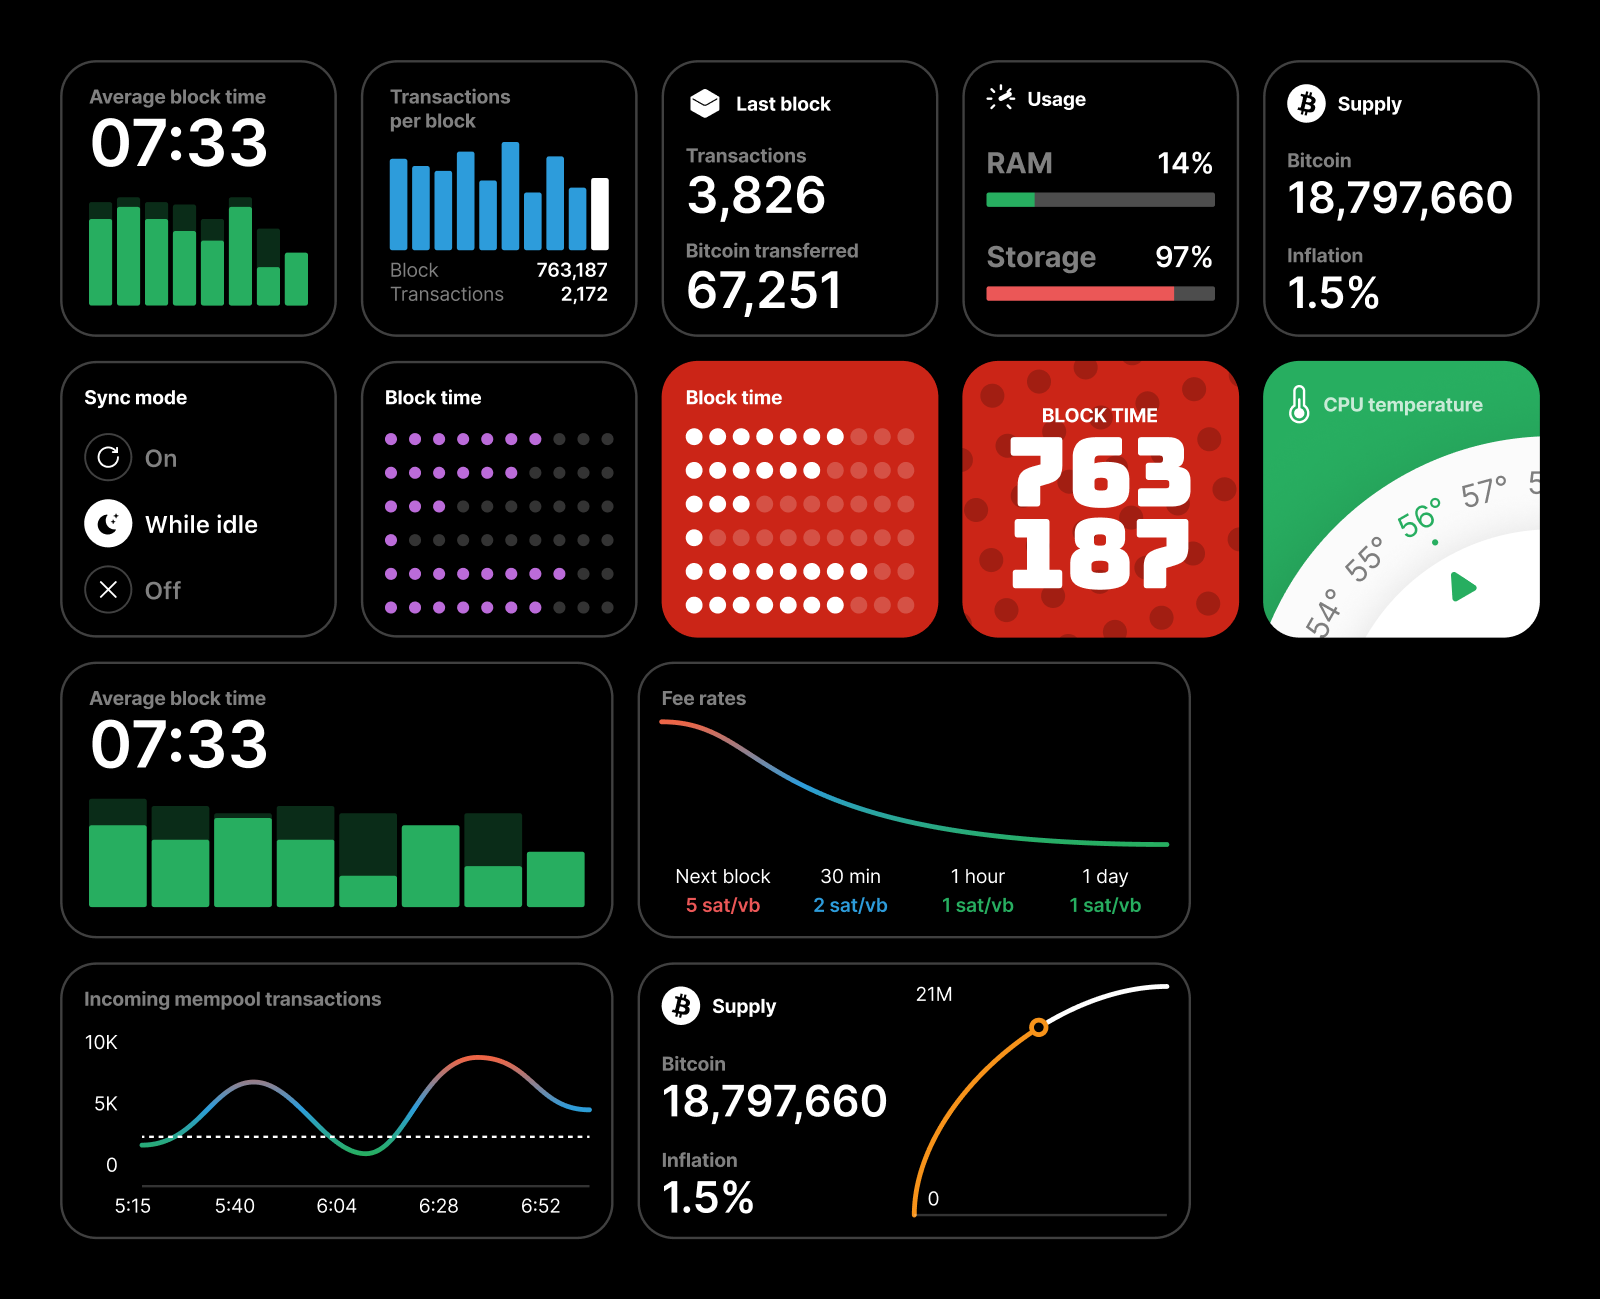 Average block time
07:33
Transactions
per block
Block 763,187
Transactions 2,172
Last block
Transactions
3,826
Bitcoin transferred
67,251
Usage
RAM 14%
Storage 97%
Supply
Bitcoin
18,797,660
Inflation
1.5%
Sync mode
On
While idle
Off
Block time
Block time
BLOCK TIME
763
187
CPU temperature
54° 55° 56° 57° 5
Average block time
07:33
Fee rates
Next block 30 min 1 hour 1 day
5 sat/vb 2 sat/vb 1 sat/vb 1 sat/vb
Incoming mempool transactions
10K
5K
0
5:15 5:40 6:04 6:28 6:52
Supply
Bitcoin
18,797,660
Inflation
1.5%
21M
0